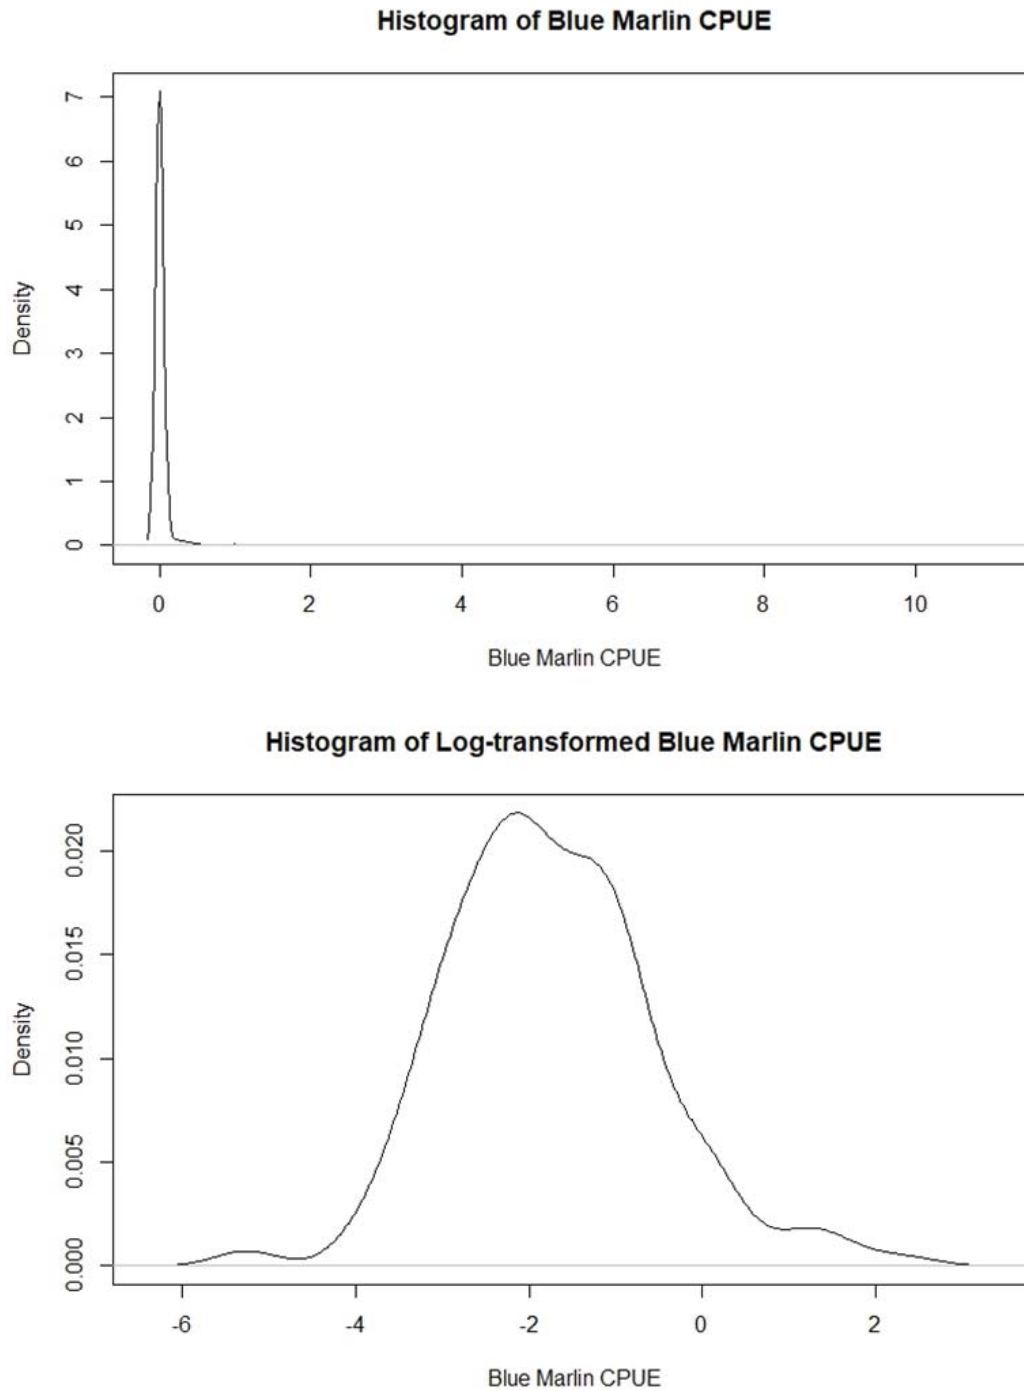 Histogram of Blue Marlin CPUE
7
6
5
4
3
2
1
0
Density
0 2 4 6 8 10
Blue Marlin CPUE
Histogram of Log-transformed Blue Marlin CPUE
0.020
0.015
0.010
0.005
0.000
Density
-6 -4 -2 0 2
Blue Marlin CPUE